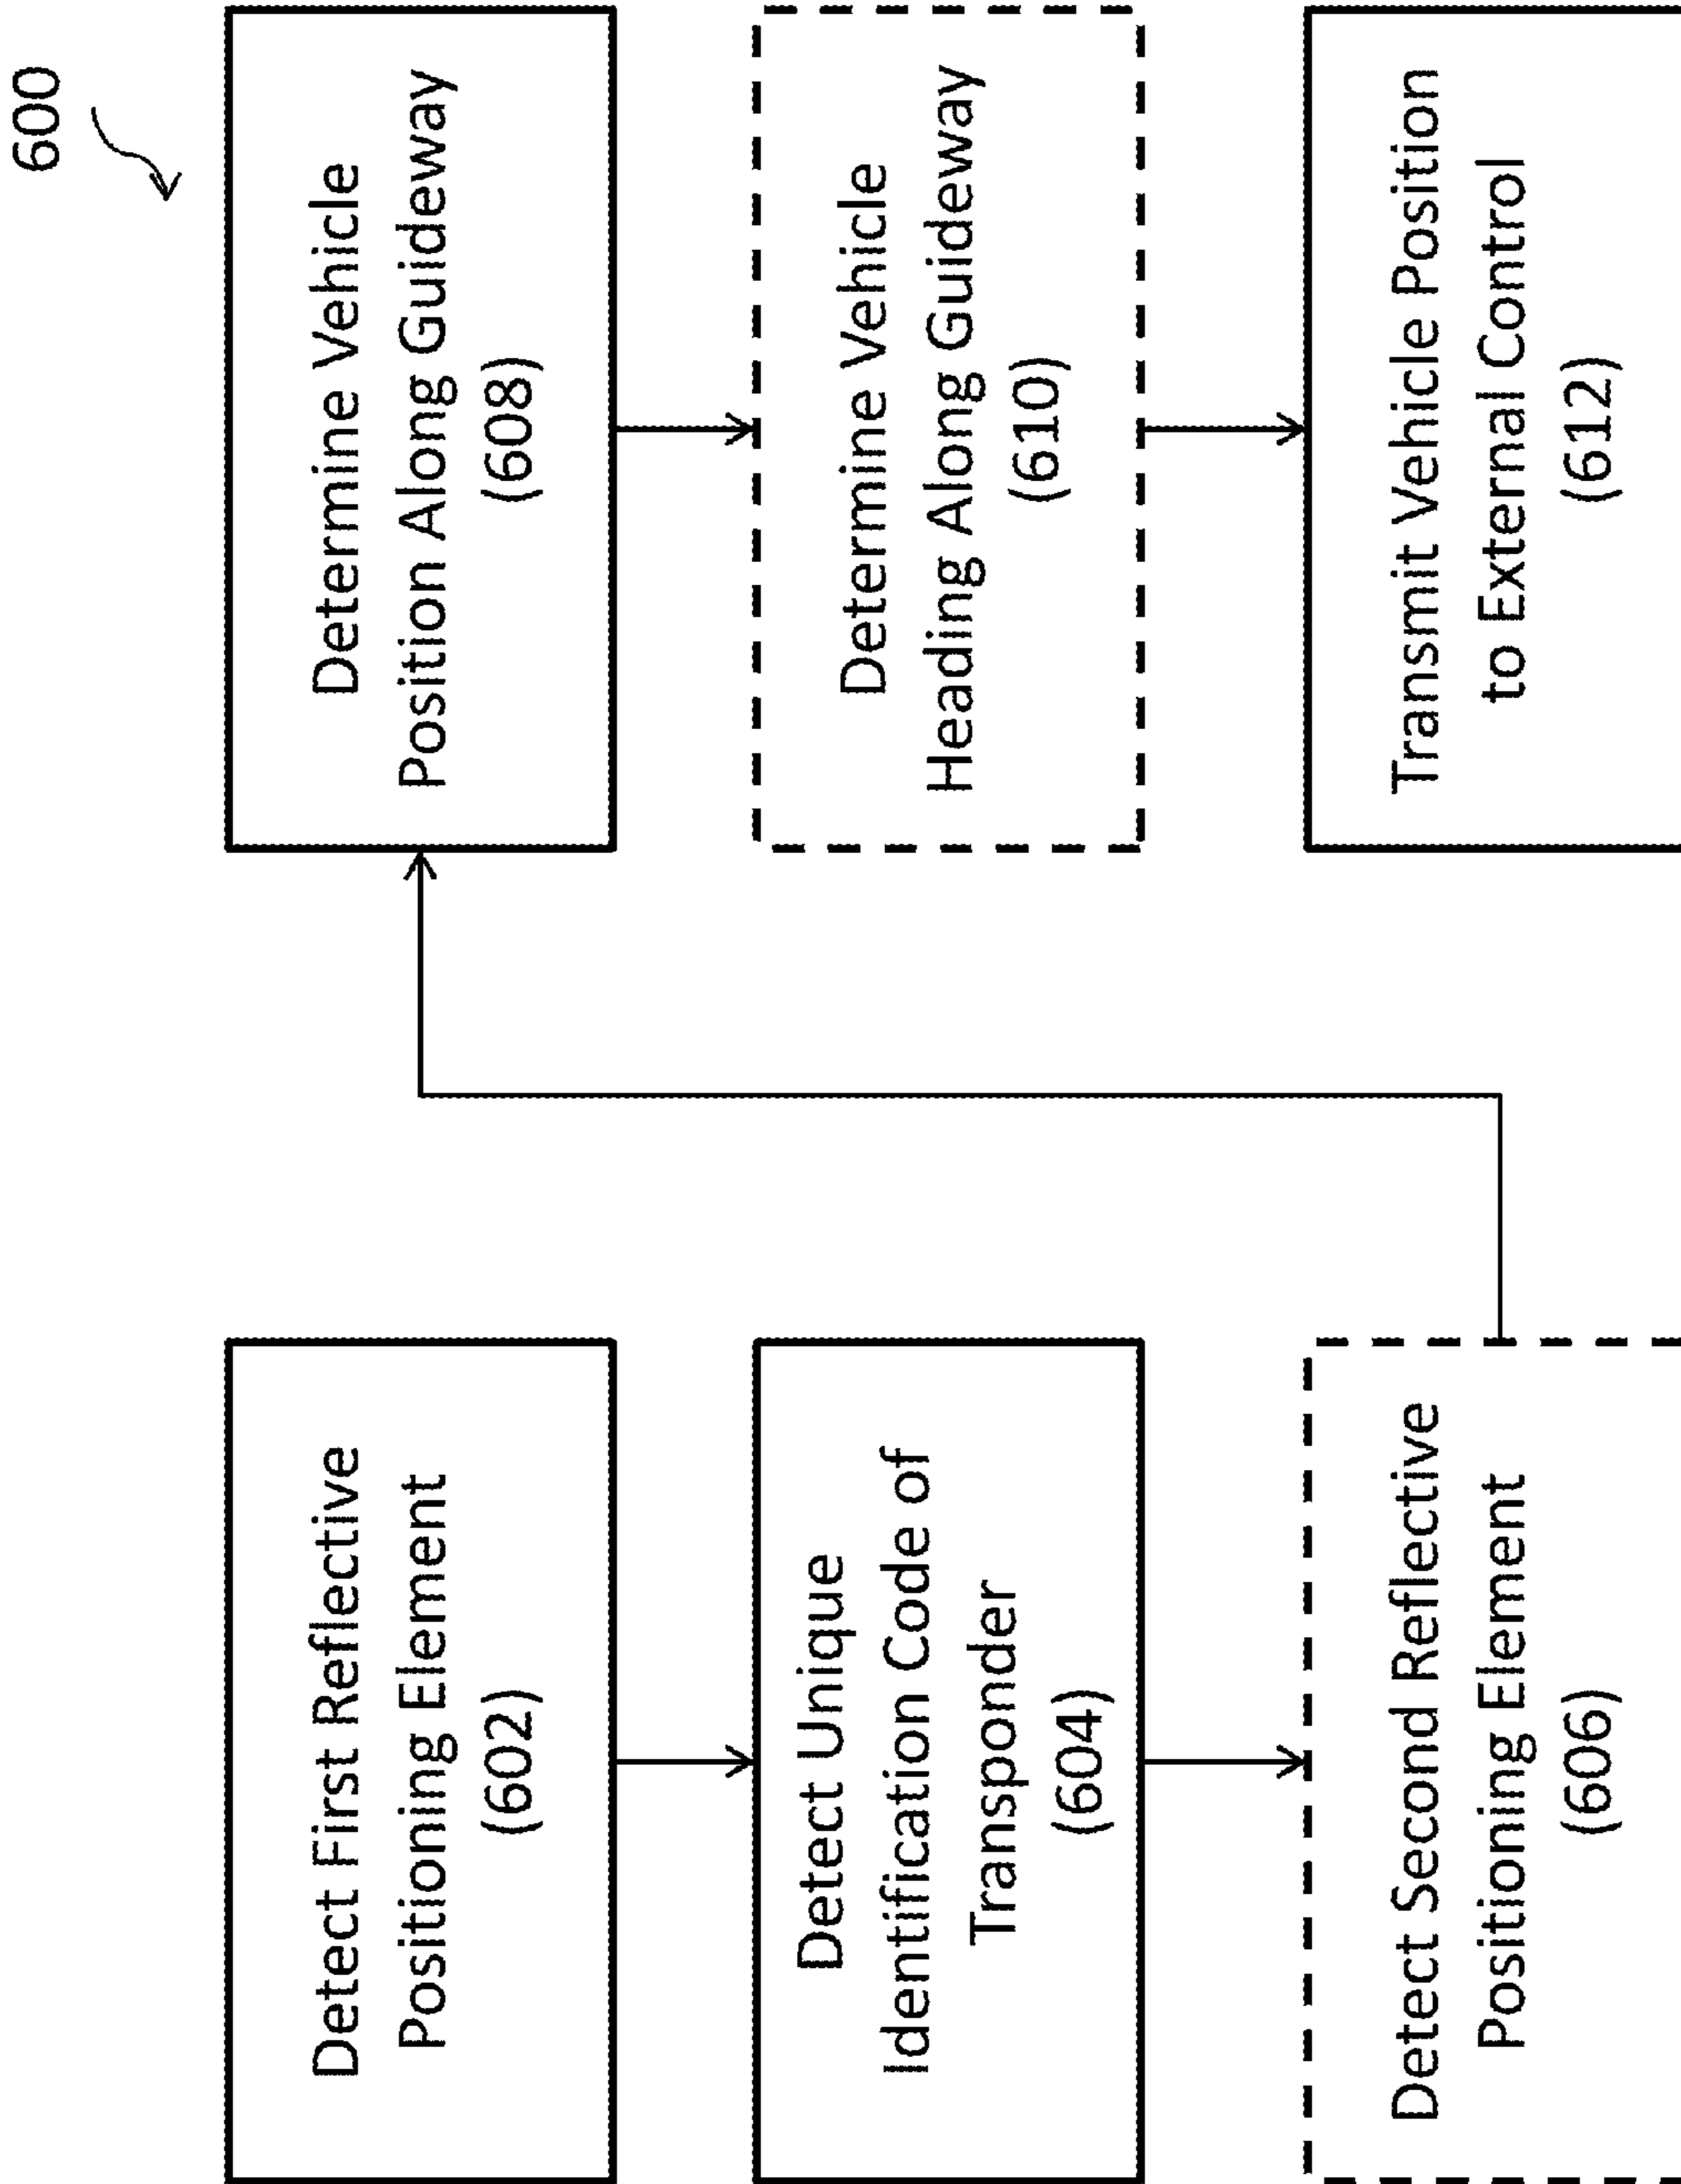 600
Detect First Reflective
Positioning Element
(602)
Detect Unique
Identification Code of
Transponder
(604)
Detect Second Reflective
Positioning Element
(606)
Determine Vehicle
Position Along Guideway
(608)
Determine Vehicle
Heading Along Guideway
(610)
Transmit Vehicle Position
to External Control
(612)